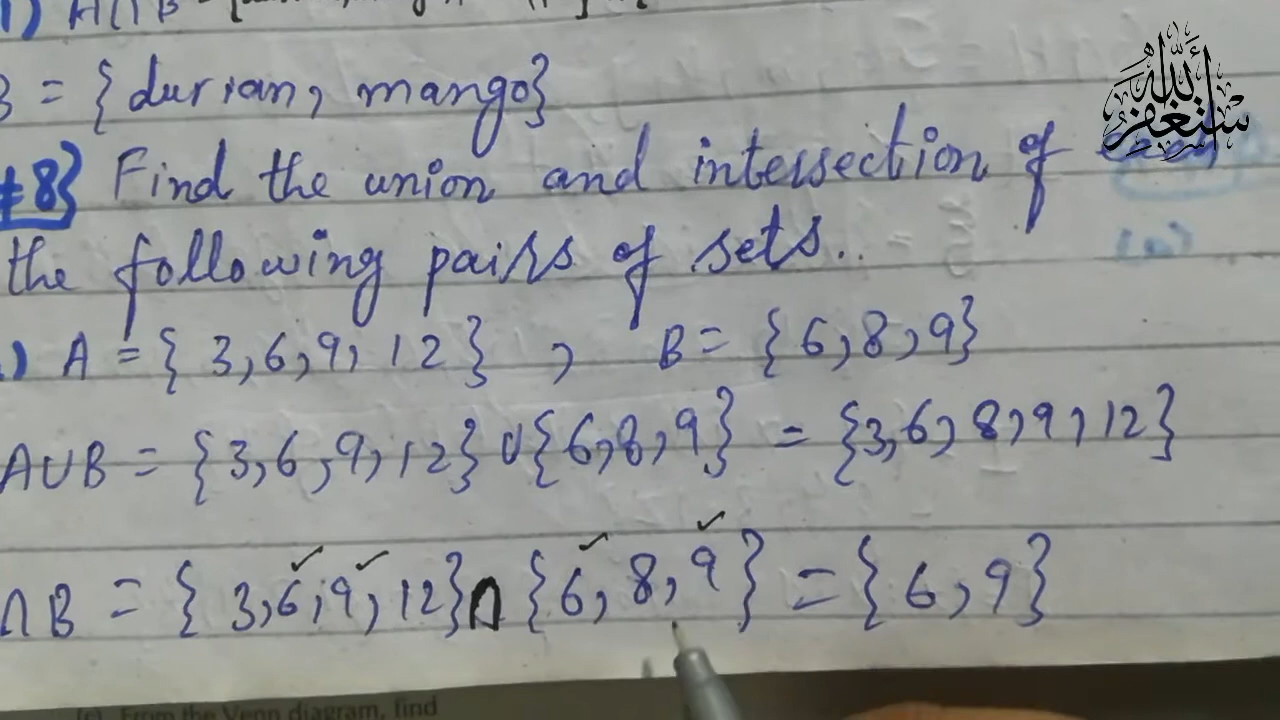 1) A∩B = {
B = {durian, mango}
#8} Find the union and intersection of
the following pairs of sets..
.) A = { 3,6,9,12} , B = {6,8,9}
AUB = {3,6,9,12} U {6,8,9} = {3,6,8,9,12}
∩B = {3,6,9,12} ∩ {6,8,9} = {6,9}
(c) From the Venn diagram, find